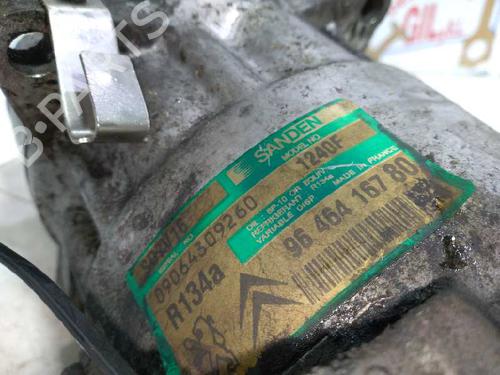 GIL
B-PARTS
SANDEN
MODEL NO
1240F
SERIAL NO
09064309260
OIL : SP-10 OR EQUIV
REFRIGERANT R134a
VARIABLE DISP MADE IN FRANCE
R134a
96 464 167 80